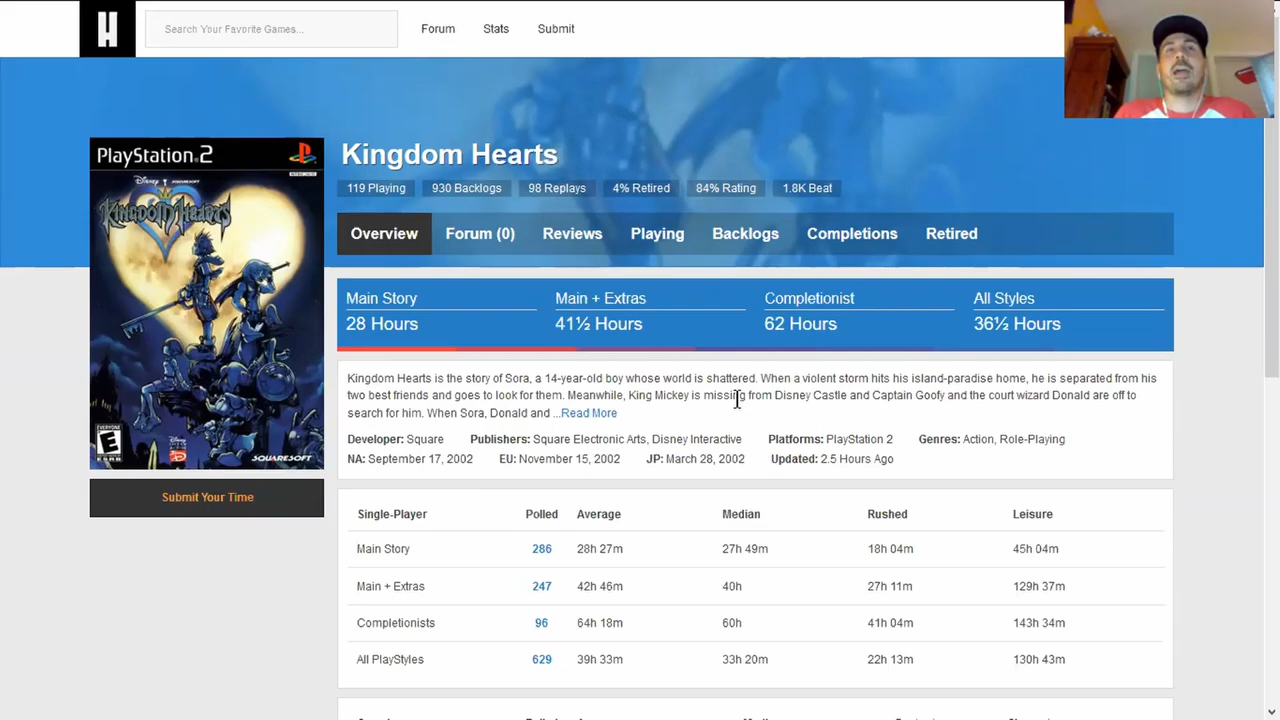 H
Search Your Favorite Games...
Forum Stats Submit
Kingdom Hearts
119 Playing 930 Backlogs 98 Replays 4% Retired 84% Rating 1.8K Beat
Overview Forum (0) Reviews Playing Backlogs Completions Retired
PlayStation.2
Disney SQUARESOFT
KINGDOM HEARTS
EVERYONE
E
ESRB
Disney
SQUARESOFT
Submit Your Time
Main Story Main + Extras Completionist All Styles
28 Hours 41½ Hours 62 Hours 36½ Hours
Kingdom Hearts is the story of Sora, a 14-year-old boy whose world is shattered. When a violent storm hits his island-paradise home, he is separated from his
two best friends and goes to look for them. Meanwhile, King Mickey is missing from Disney Castle and Captain Goofy and the court wizard Donald are off to
search for him. When Sora, Donald and ...Read More
Developer: Square Publishers: Square Electronic Arts, Disney Interactive Platforms: PlayStation 2 Genres: Action, Role-Playing
NA: September 17, 2002 EU: November 15, 2002 JP: March 28, 2002 Updated: 2.5 Hours Ago
Single-Player Polled Average Median Rushed Leisure
Main Story 286 28h 27m 27h 49m 18h 04m 45h 04m
Main + Extras 247 42h 46m 40h 27h 11m 129h 37m
Completionists 96 64h 18m 60h 41h 04m 143h 34m
All PlayStyles 629 39h 33m 33h 20m 22h 13m 130h 43m